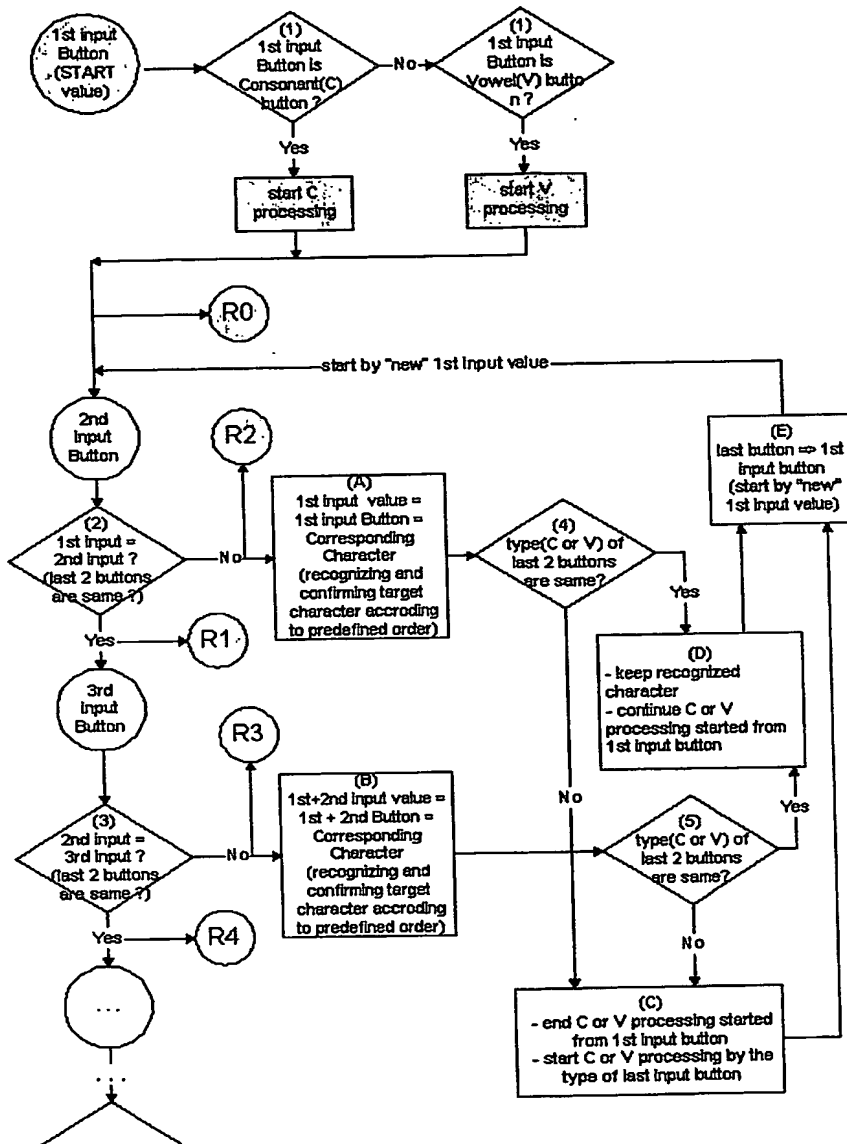 1st input
Button
(START
value)
(1)
1st input
Button is
Consonant(C)
button ?
No
(1)
1st input
Button is
Vowel(V) butto
n ?
Yes
Yes
start C
processing
start V
processing
R0
start by "new" 1st input value
2nd
input
Button
R2
(E)
last button => 1st
input button
(start by "new"
1st input value)
(2)
1st input =
2nd input ?
(last 2 buttons
are same ?)
No
(A)
1st input value =
1st input Button =
Corresponding
Character
(recognizing and
confirming target
character accroding
to predefined order)
(4)
type(C or V) of
last 2 buttons
are same?
Yes
Yes
R1
(D)
- keep recognized
character
- continue C or V
processing started from
1st input button
3rd
input
Button
R3
No
Yes
(3)
2nd input =
3rd input ?
(last 2 buttons
are same ?)
No
(B)
1st+2nd input value =
1st + 2nd Button =
Corresponding
Character
(recognizing and
confirming target
character accroding
to predefined order)
(5)
type(C or V) of
last 2 buttons
are same?
Yes
R4
No
...
(C)
- end C or V processing started
from 1st input button
- start C or V processing by the
type of last input button
...